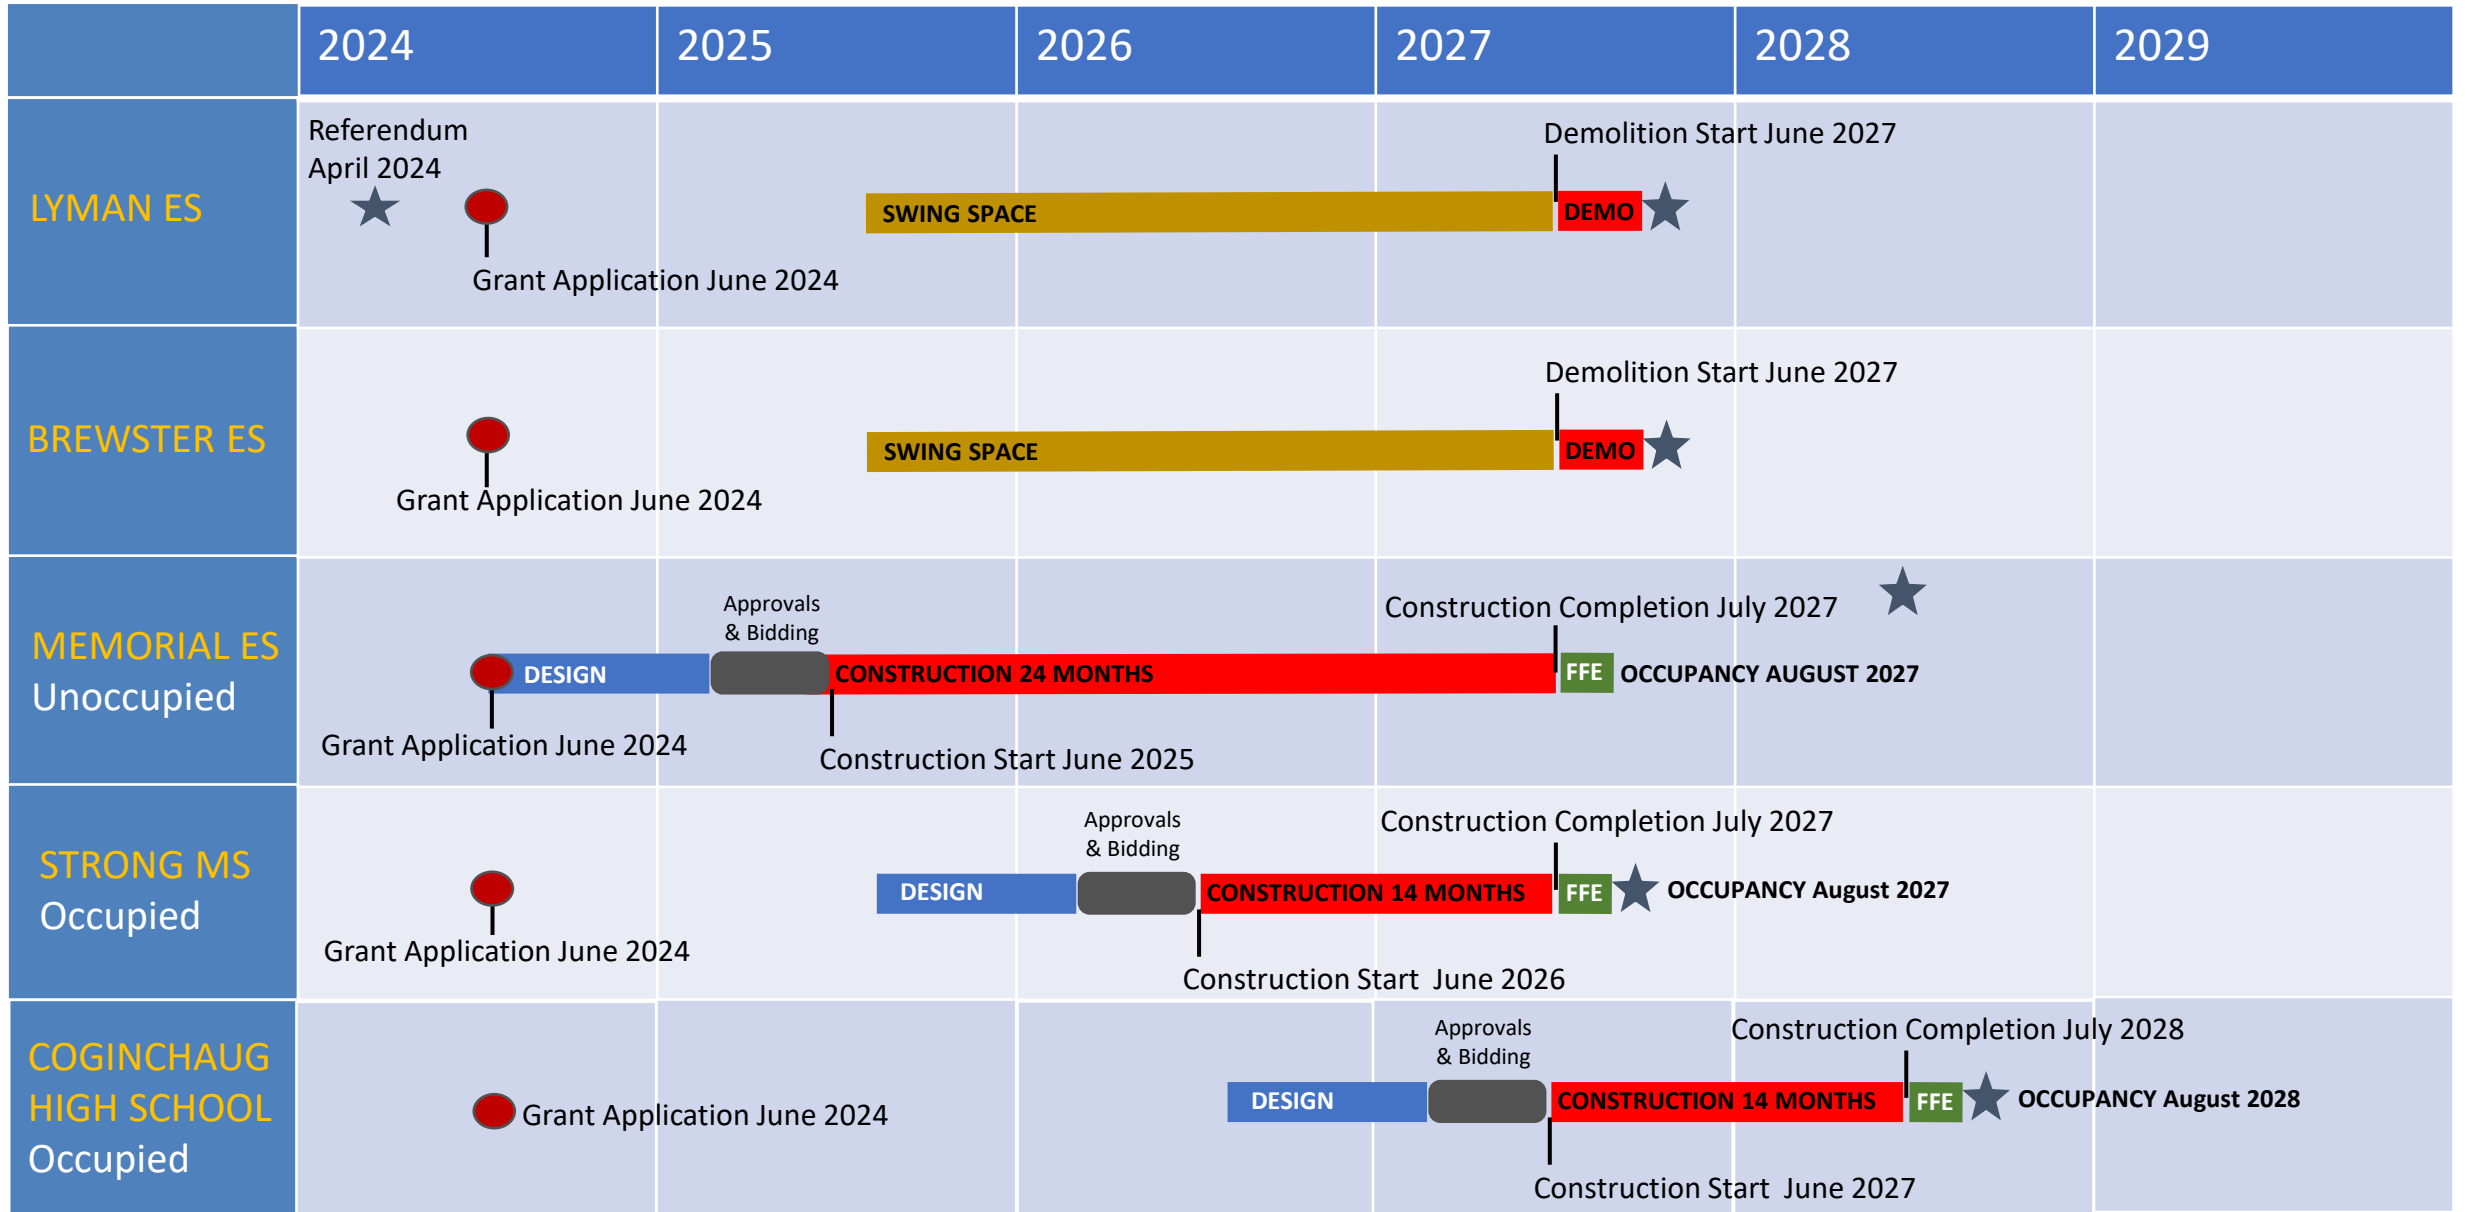 2024 2025 2026 2027 2028 2029
LYMAN ES
Referendum
April 2024
Grant Application June 2024
SWING SPACE
Demolition Start June 2027
DEMO
BREWSTER ES
Grant Application June 2024
SWING SPACE
Demolition Start June 2027
DEMO
MEMORIAL ES
Unoccupied
Grant Application June 2024
DESIGN
Approvals
& Bidding
CONSTRUCTION 24 MONTHS
Construction Start June 2025
Construction Completion July 2027
FFE
OCCUPANCY AUGUST 2027
STRONG MS
Occupied
Grant Application June 2024
DESIGN
Approvals
& Bidding
CONSTRUCTION 14 MONTHS
Construction Start June 2026
Construction Completion July 2027
FFE
OCCUPANCY August 2027
COGINCHAUG
HIGH SCHOOL
Occupied
Grant Application June 2024
DESIGN
Approvals
& Bidding
CONSTRUCTION 14 MONTHS
Construction Start June 2027
Construction Completion July 2028
FFE
OCCUPANCY August 2028